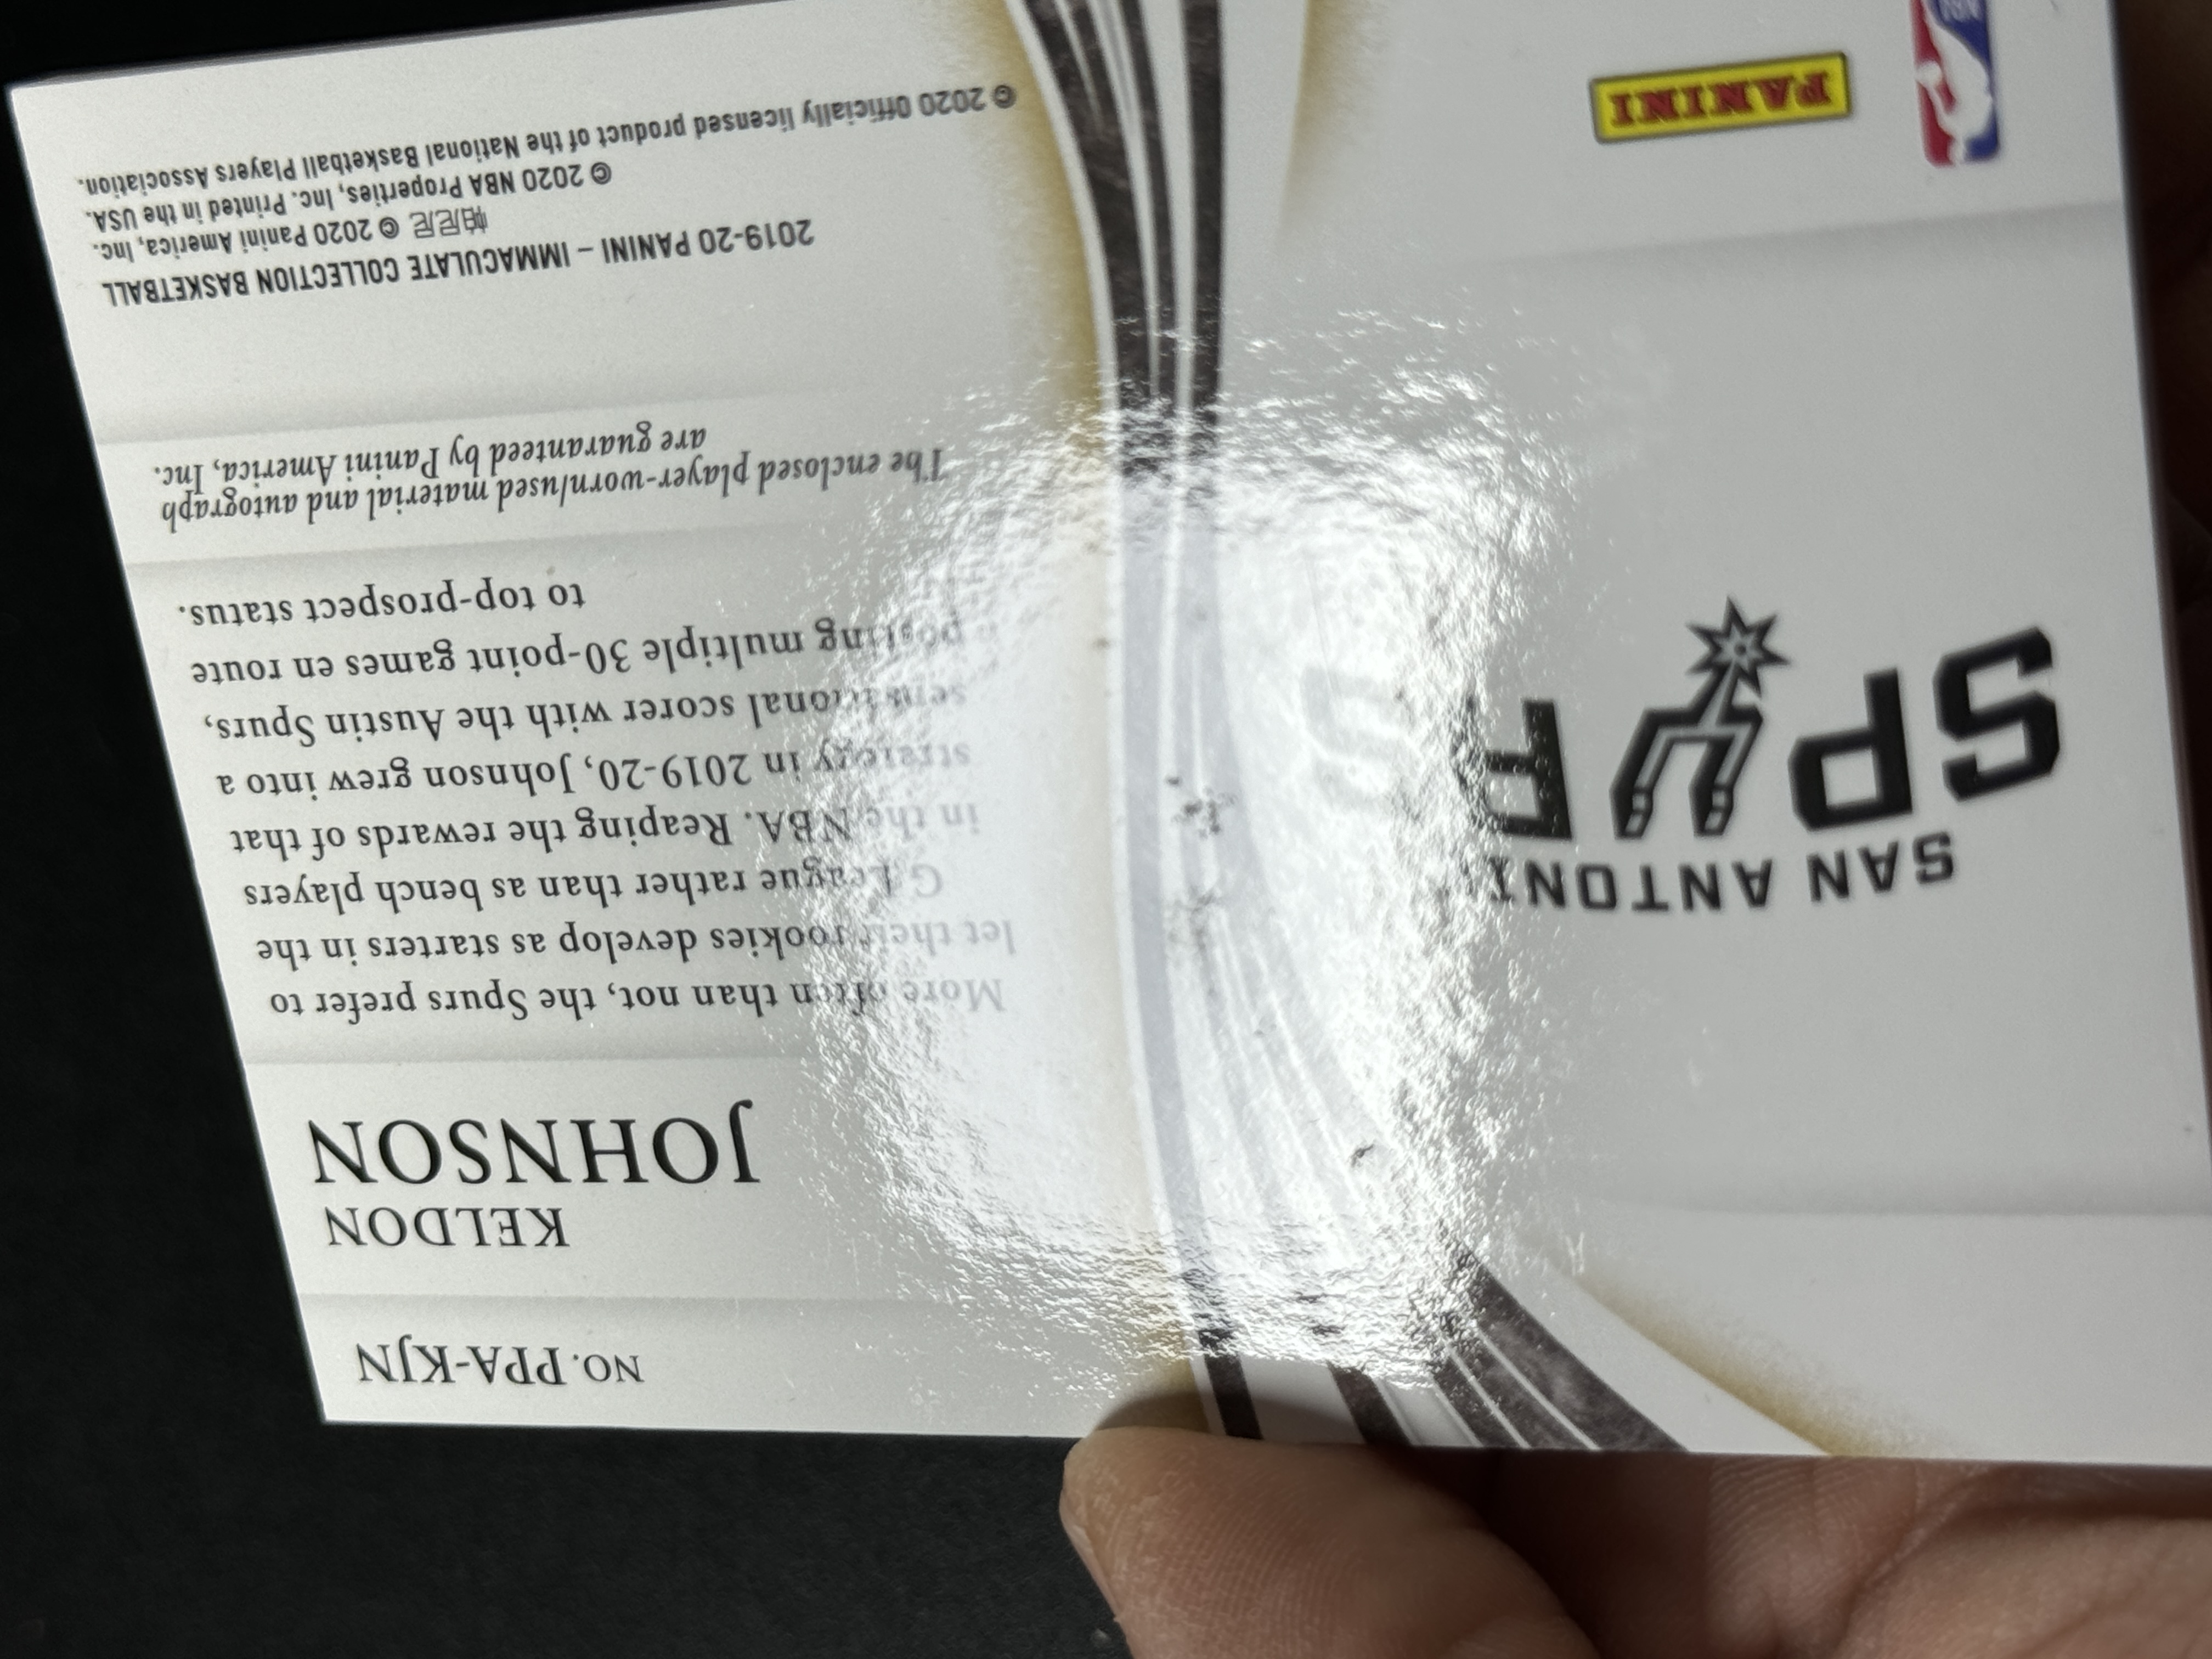 NO. PPA-KJN
KELDON
JOHNSON
More often than not, the Spurs prefer to
let their rookies develop as starters in the
G League rather than as bench players
in the NBA. Reaping the rewards of that
strategy in 2019-20, Johnson grew into a
sensational scorer with the Austin Spurs,
posting multiple 30-point games en route
to top-prospect status.
The enclosed player-worn/used material and autograph
are guaranteed by Panini America, Inc.
2019-20 PANINI – IMMACULATE COLLECTION BASKETBALL
帕尼尼 © 2020 Panini America, Inc.
© 2020 NBA Properties, Inc. Printed in the USA.
© 2020 Officially licensed product of the National Basketball Players Association.
SAN ANTONI
SPURS
PANINI
NBA